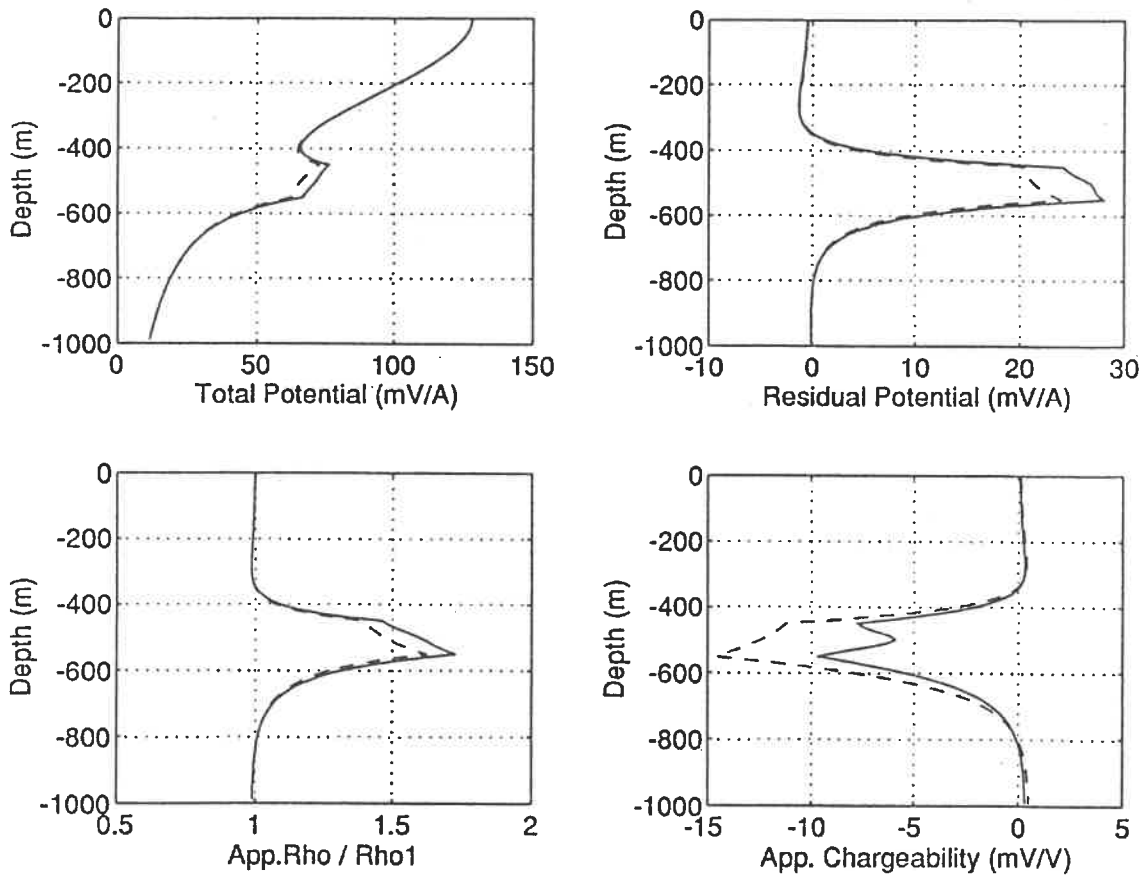 0
-200
-400
-600
-800
-1000
Depth (m)
0 50 100 150
Total Potential (mV/A)
0
-200
-400
-600
-800
-1000
Depth (m)
-10 0 10 20 30
Residual Potential (mV/A)
0
-200
-400
-600
-800
-1000
Depth (m)
0.5 1 1.5 2
App.Rho / Rho1
0
-200
-400
-600
-800
-1000
Depth (m)
-15 -10 -5 0 5
App. Chargeability (mV/V)